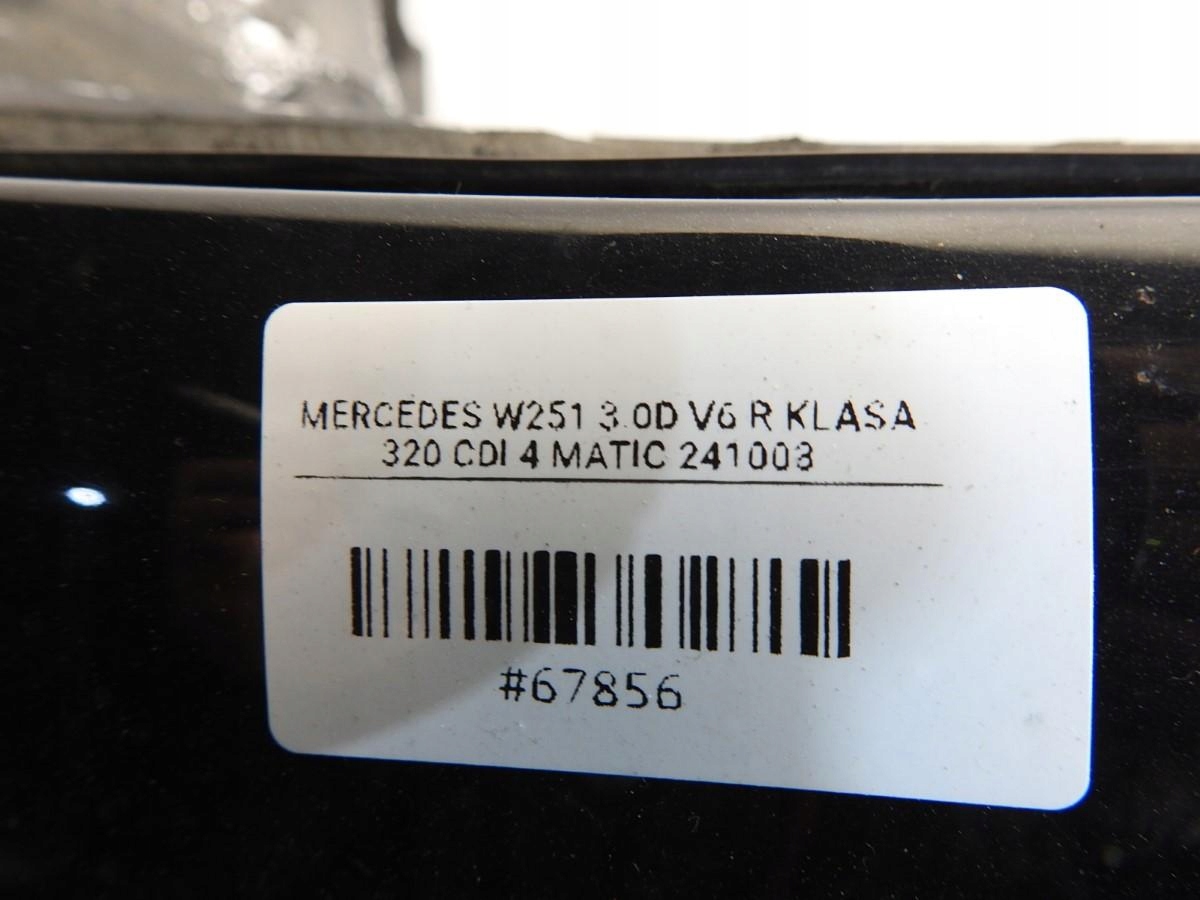 MERCEDES W251 3.0D V6 R KLASA
320 CDI 4 MATIC 241003
#67856